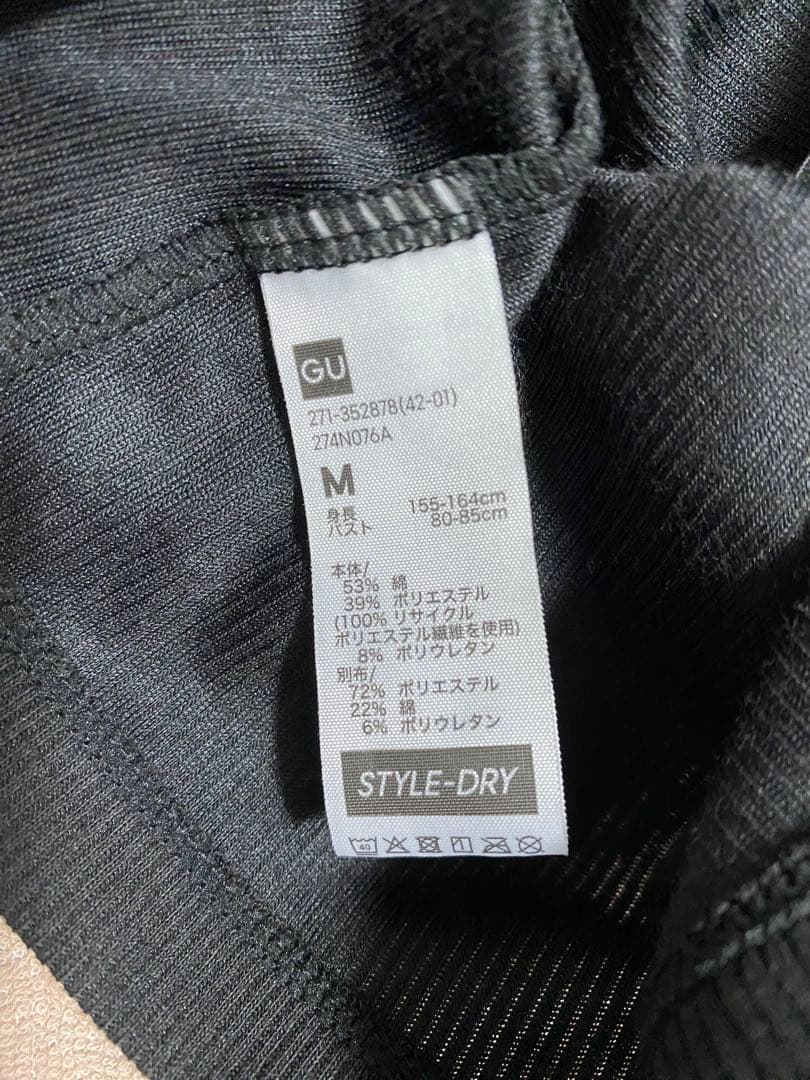 GU
271-352878(42-01)
274N076A
M
身長 155-164cm
バスト 80-85cm
本体/
53% 綿
39% ポリエステル
(100% リサイクル
ポリエステル繊維を使用)
8% ポリウレタン
別布/
72% ポリエステル
22% 綿
6% ポリウレタン
STYLE-DRY
40